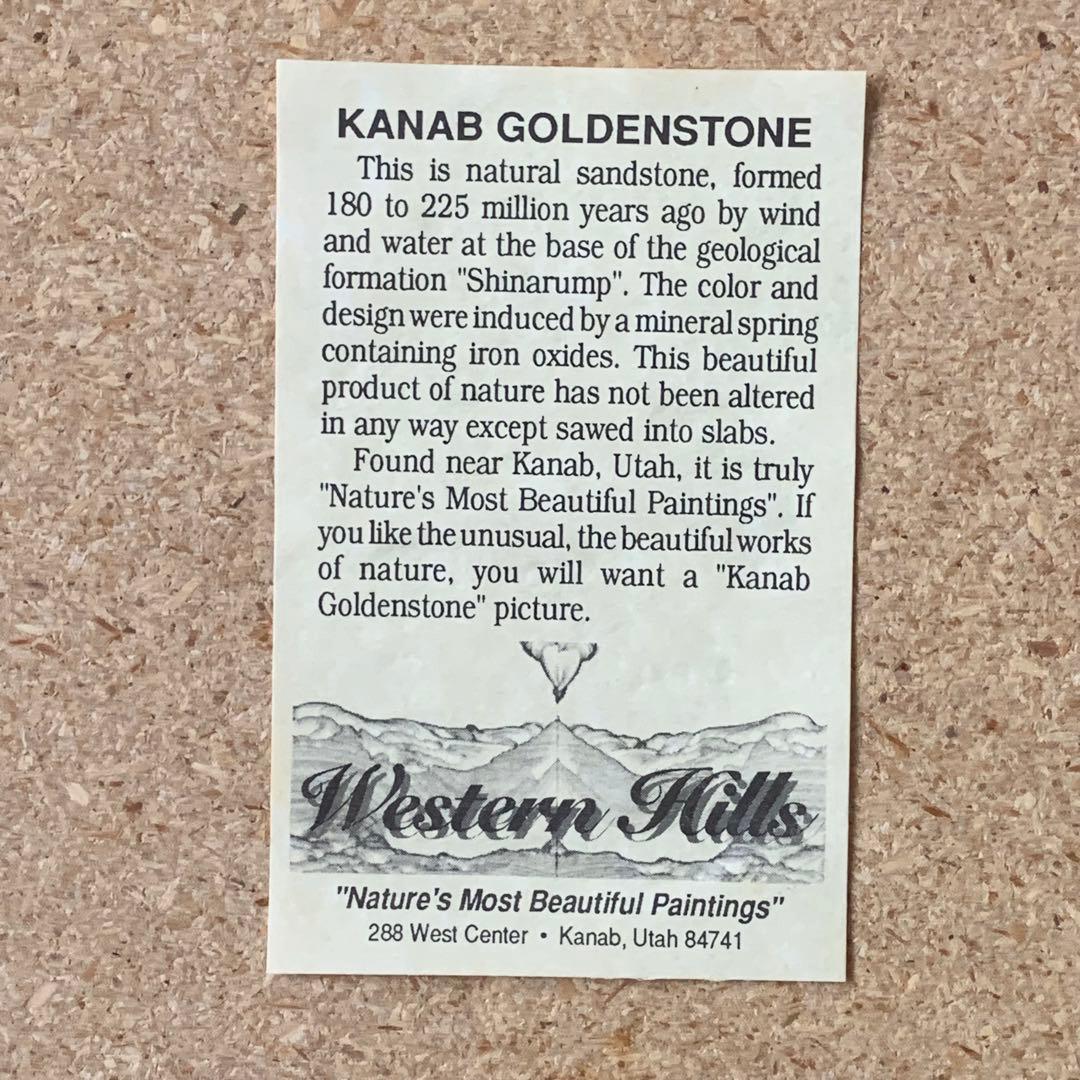 KANAB GOLDENSTONE
This is natural sandstone, formed
180 to 225 million years ago by wind
and water at the base of the geological
formation "Shinarump". The color and
design were induced by a mineral spring
containing iron oxides. This beautiful
product of nature has not been altered
in any way except sawed into slabs.
Found near Kanab, Utah, it is truly
"Nature's Most Beautiful Paintings". If
you like the unusual, the beautiful works
of nature, you will want a "Kanab
Goldenstone" picture.
Western Hills
"Nature's Most Beautiful Paintings"
288 West Center • Kanab, Utah 84741